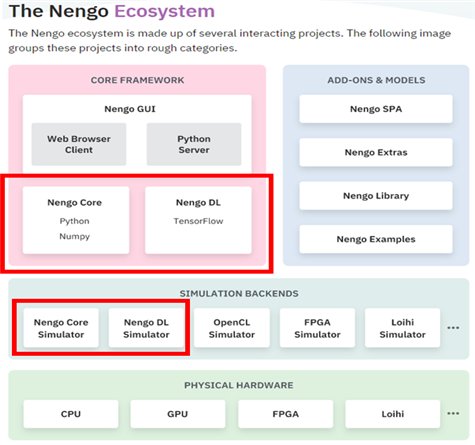 The Nengo Ecosystem
The Nengo ecosystem is made up of several interacting projects. The following image
groups these projects into rough categories.
CORE FRAMEWORK
Nengo GUI
Web Browser
Client
Python
Server
Nengo Core
Python
Numpy
Nengo DL
TensorFlow
ADD-ONS & MODELS
Nengo SPA
Nengo Extras
Nengo Library
Nengo Examples
SIMULATION BACKENDS
Nengo Core
Simulator
Nengo DL
Simulator
OpenCL
Simulator
FPGA
Simulator
Loihi
Simulator
...
PHYSICAL HARDWARE
CPU
GPU
FPGA
Loihi
...